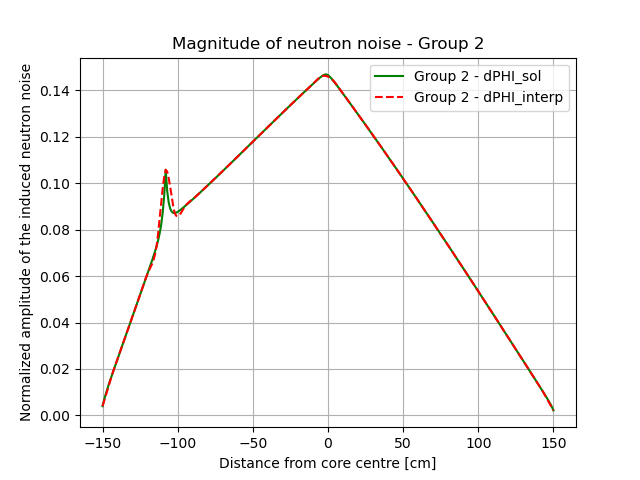 Magnitude of neutron noise - Group 2
Normalized amplitude of the induced neutron noise
0.14
0.12
0.10
0.08
0.06
0.04
0.02
0.00
Group 2 - dPHI_sol
Group 2 - dPHI_interp
−150 −100 −50 0 50 100 150
Distance from core centre [cm]